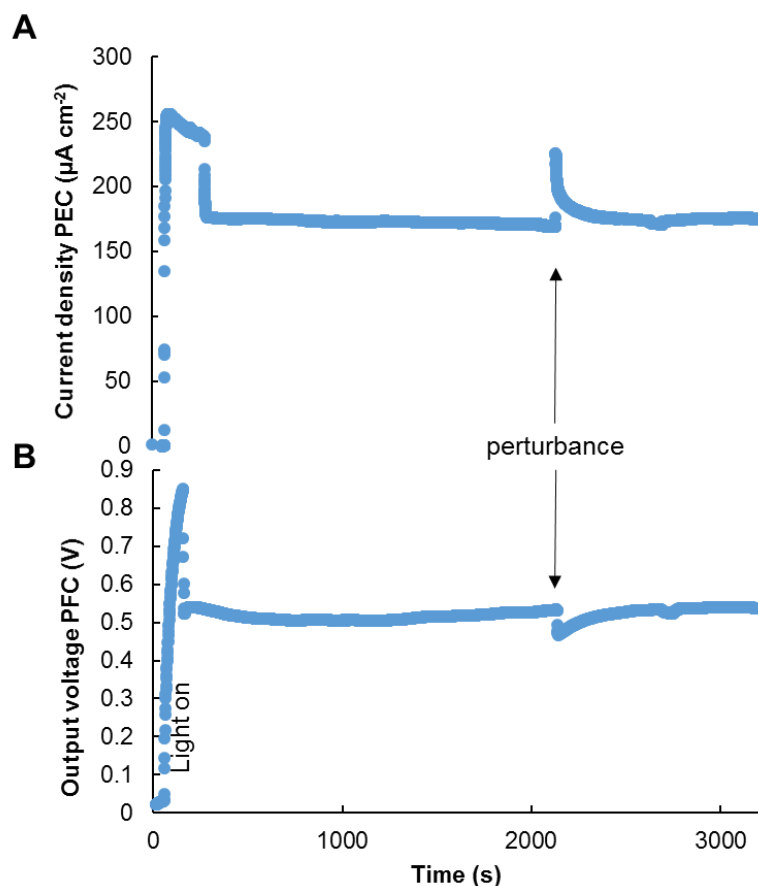 A
Current density PEC (µA cm⁻²)
300
250
200
150
100
50
0
perturbance
B
Output voltage PFC (V)
0.9
0.8
0.7
0.6
0.5
0.4
0.3
0.2
0.1
0
Light on
0 1000 2000 3000
Time (s)